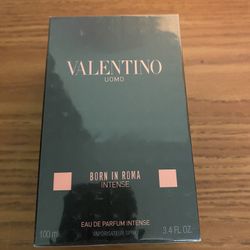 VALENTINO
UOMO
BORN IN ROMA
INTENSE
EAU DE PARFUM INTENSE
100 ml VAPORISATEUR SPRAY 3.4 FL. OZ.